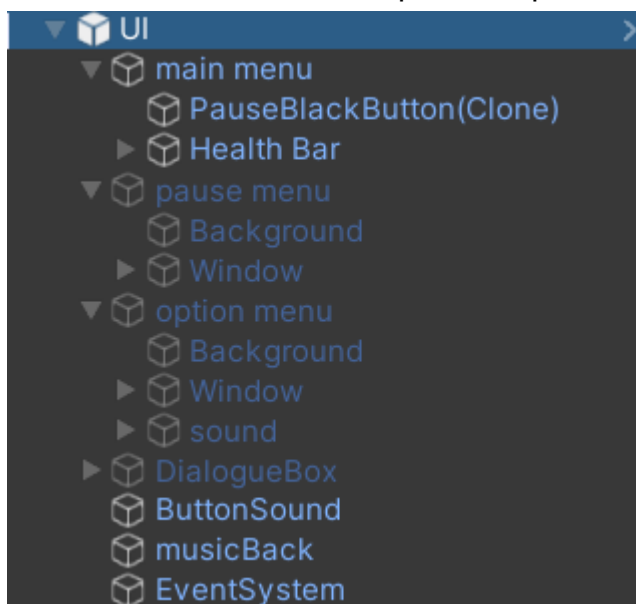 UI
main menu
PauseBlackButton(Clone)
Health Bar
pause menu
Background
Window
option menu
Background
Window
sound
DialogueBox
ButtonSound
musicBack
EventSystem